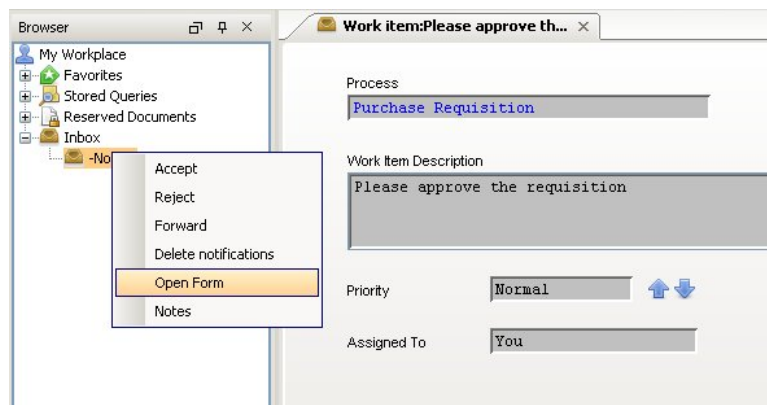 Browser
My Workplace
Favorites
Stored Queries
Reserved Documents
Inbox
-No
Accept
Reject
Forward
Delete notifications
Open Form
Notes
Work item:Please approve th...
Process
Purchase Requisition
Work Item Description
Please approve the requisition
Priority
Normal
Assigned To
You